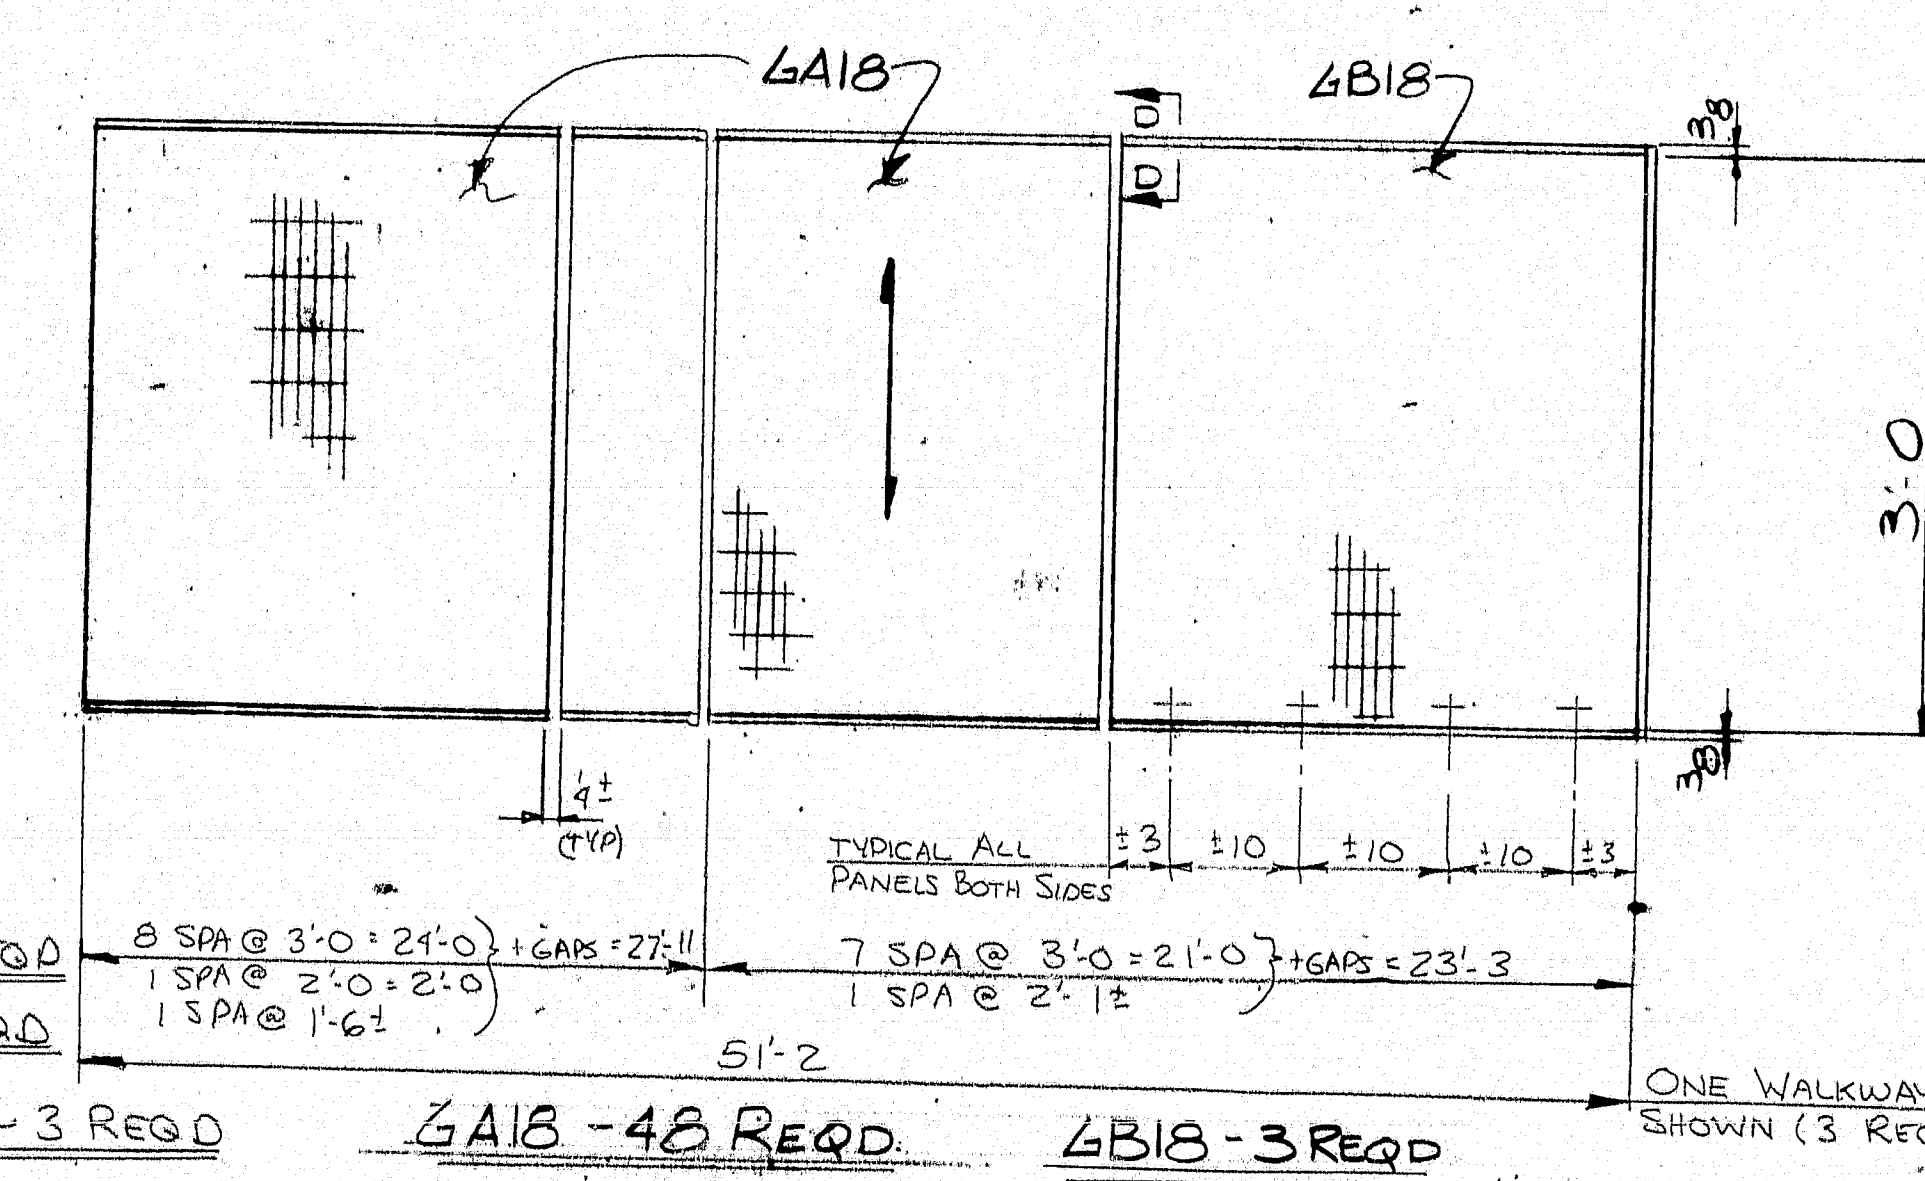 GA18
GB18
D
D
3/8
3'-0
3/8
1/4 ±
(TYP)
TYPICAL ALL
PANELS BOTH SIDES
±3 ±10 ±10 ±10 ±3
8 SPA @ 3'-0 = 24'-0 } + GAPS = 27'-11
1 SPA @ 2'-0 = 2'-0
1 SPA @ 1'-6±
7 SPA @ 3'-0 = 21'-0 } + GAPS = 23'-3
1 SPA @ 2'-1±
51'-2
ONE WALKWAY
SHOWN (3 REQ
- 3 REQD
GA18 - 48 REQD.
GB18 - 3 REQD